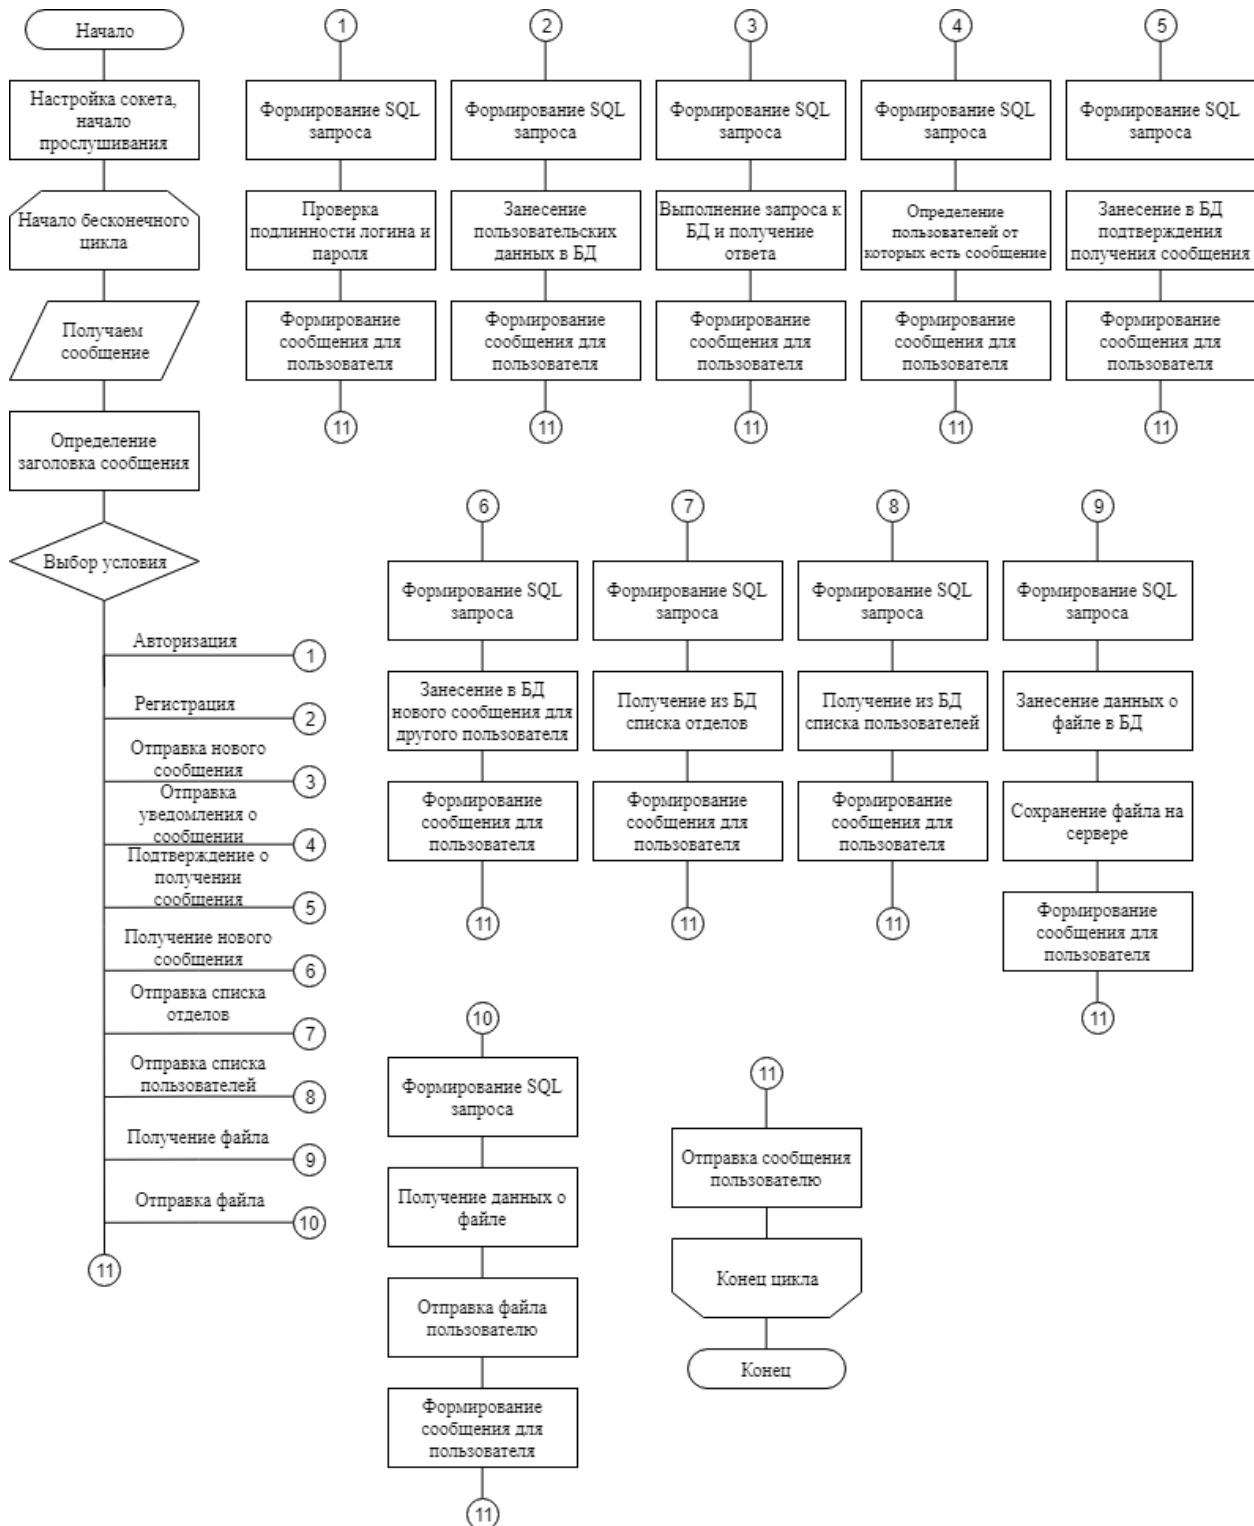 Начало
Настройка сокета,
начало
прослушивания
Начало бесконечного
цикла
Получаем
сообщение
Определение
заголовка сообщения
Выбор условия
Авторизация
1
Регистрация
2
Отправка нового
сообщения
3
Отправка
уведомления о
сообщении
4
Подтверждение о
получении
сообщения
5
Получение нового
сообщения
6
Отправка списка
отделов
7
Отправка списка
пользователей
8
Получение файла
9
Отправка файла
10
11
1
Формирование SQL
запроса
Проверка
подлинности логина и
пароля
Формирование
сообщения для
пользователя
11
2
Формирование SQL
запроса
Занесение
пользовательских
данных в БД
Формирование
сообщения для
пользователя
11
3
Формирование SQL
запроса
Выполнение запроса к
БД и получение
ответа
Формирование
сообщения для
пользователя
11
4
Формирование SQL
запроса
Определение
пользователей от
которых есть сообщение
Формирование
сообщения для
пользователя
11
5
Формирование SQL
запроса
Занесение в БД
подтверждения
получения сообщения
Формирование
сообщения для
пользователя
11
6
Формирование SQL
запроса
Занесение в БД
нового сообщения для
другого пользователя
Формирование
сообщения для
пользователя
11
7
Формирование SQL
запроса
Получение из БД
списка отделов
Формирование
сообщения для
пользователя
11
8
Формирование SQL
запроса
Получение из БД
списка пользователей
Формирование
сообщения для
пользователя
11
9
Формирование SQL
запроса
Занесение данных о
файле в БД
Сохранение файла на
сервере
Формирование
сообщения для
пользователя
11
10
Формирование SQL
запроса
Получение данных о
файле
Отправка файла
пользователю
Формирование
сообщения для
пользователя
11
11
Отправка сообщения
пользователю
Конец цикла
Конец